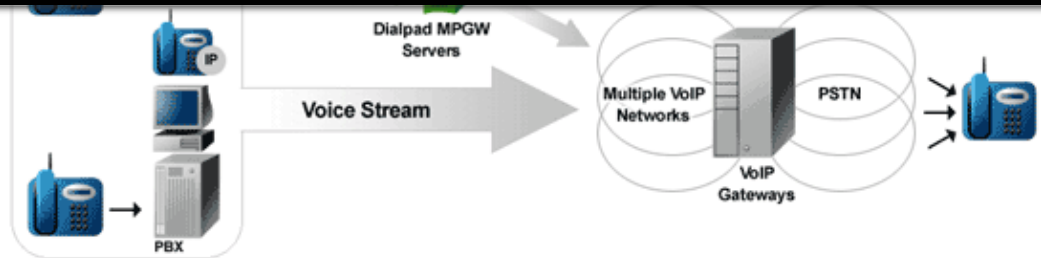 Dialpad MPGW
Servers
IP
Voice Stream
Multiple VoIP
Networks
PSTN
VoIP
Gateways
PBX